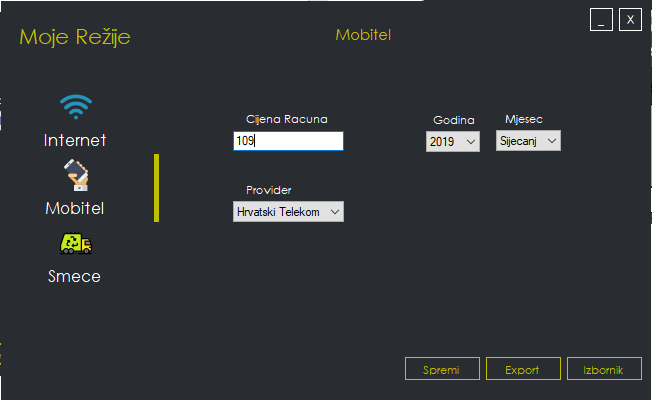 _ X
Moje Režije
Mobitel
Internet
Mobitel
Smece
Cijena Racuna
109
Godina
2019
Mjesec
Sijecanj
Provider
Hrvatski Telekom
Spremi
Export
Izbornik